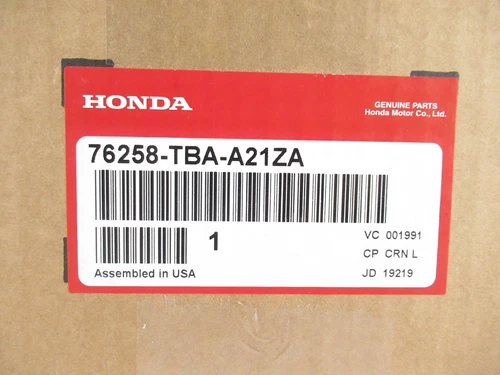 HONDA
GENUINE PARTS
Honda Motor Co., Ltd.
76258-TBA-A21ZA
1
VC 001991
CP CRN L
Assembled in USA
JD 19219